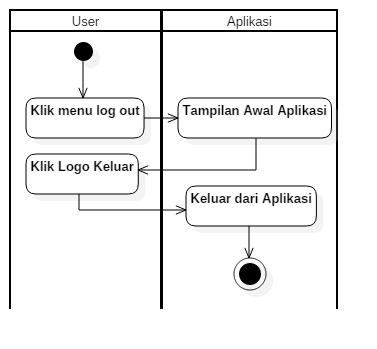 User
Aplikasi
Klik menu log out
Tampilan Awal Aplikasi
Klik Logo Keluar
Keluar dari Aplikasi